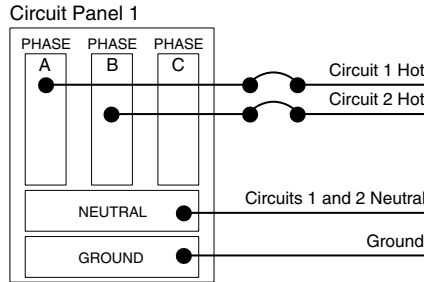 Circuit Panel 1
PHASE PHASE PHASE
A B C
Circuit 1 Hot
Circuit 2 Hot
Circuits 1 and 2 Neutral
NEUTRAL
Ground
GROUND